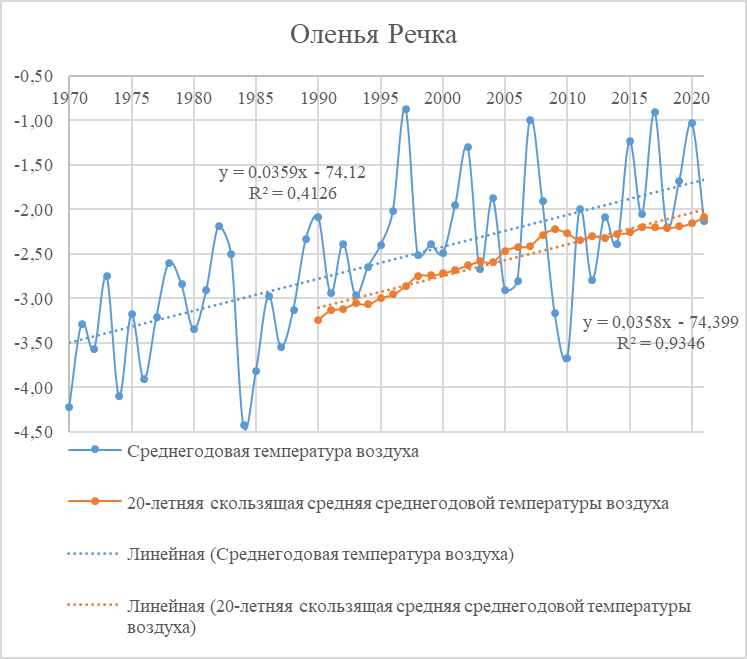 Оленья Речка
-0,50
1970 1975 1980 1985 1990 1995 2000 2005 2010 2015 2020
-1,00
-1,50
y = 0,0359x - 74,12
R² = 0,4126
-2,00
-2,50
-3,00
y = 0,0358x - 74,399
R² = 0,9346
-3,50
-4,00
-4,50
Среднегодовая температура воздуха
20-летняя скользящая средняя среднегодовой температуры воздуха
Линейная (Среднегодовая температура воздуха)
Линейная (20-летняя скользящая средняя среднегодовой температуры
воздуха)